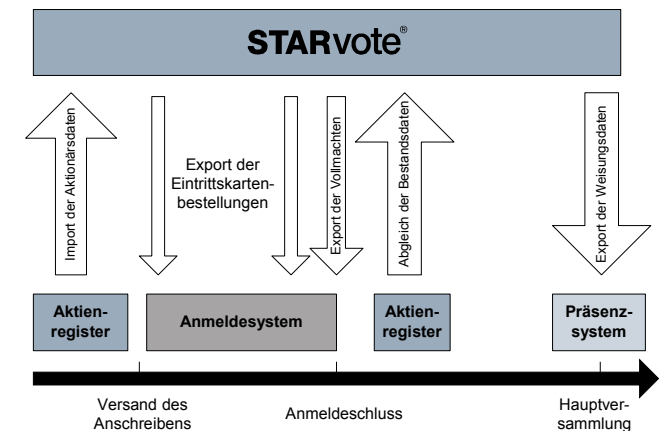 STARvote®
Import der Aktionärsdaten
Export der
Eintrittskarten-
bestellungen
Export der Vollmachten
Abgleich der Bestandsdaten
Export der Weisungsdaten
Aktien-
register
Anmeldesystem
Aktien-
register
Präsenz-
system
Versand des
Anschreibens
Anmeldeschluss
Hauptver-
sammlung